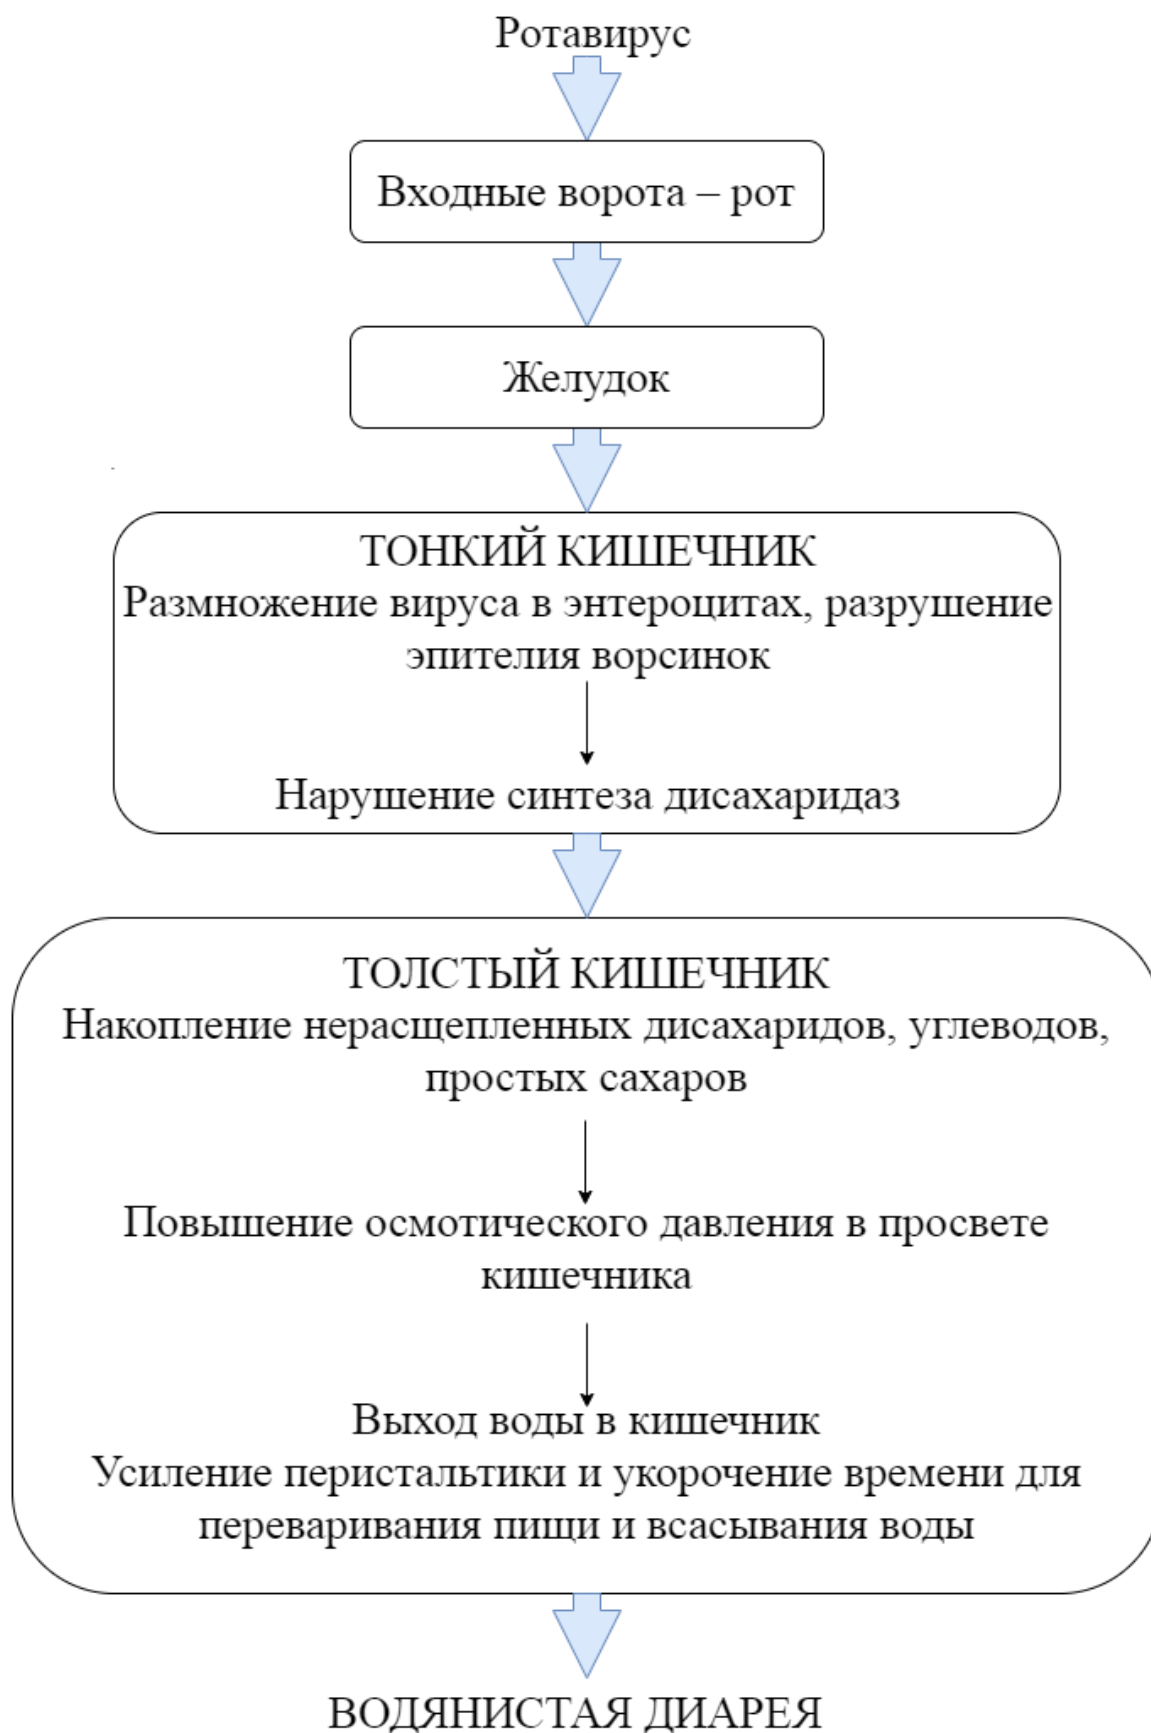 Ротавирус
Входные ворота – рот
Желудок
ТОНКИЙ КИШЕЧНИК
Размножение вируса в энтероцитах, разрушение
эпителия ворсинок
Нарушение синтеза дисахаридаз
ТОЛСТЫЙ КИШЕЧНИК
Накопление нерасщепленных дисахаридов, углеводов,
простых сахаров
Повышение осмотического давления в просвете
кишечника
Выход воды в кишечник
Усиление перистальтики и укорочение времени для
переваривания пищи и всасывания воды
ВОДЯНИСТАЯ ДИАРЕЯ